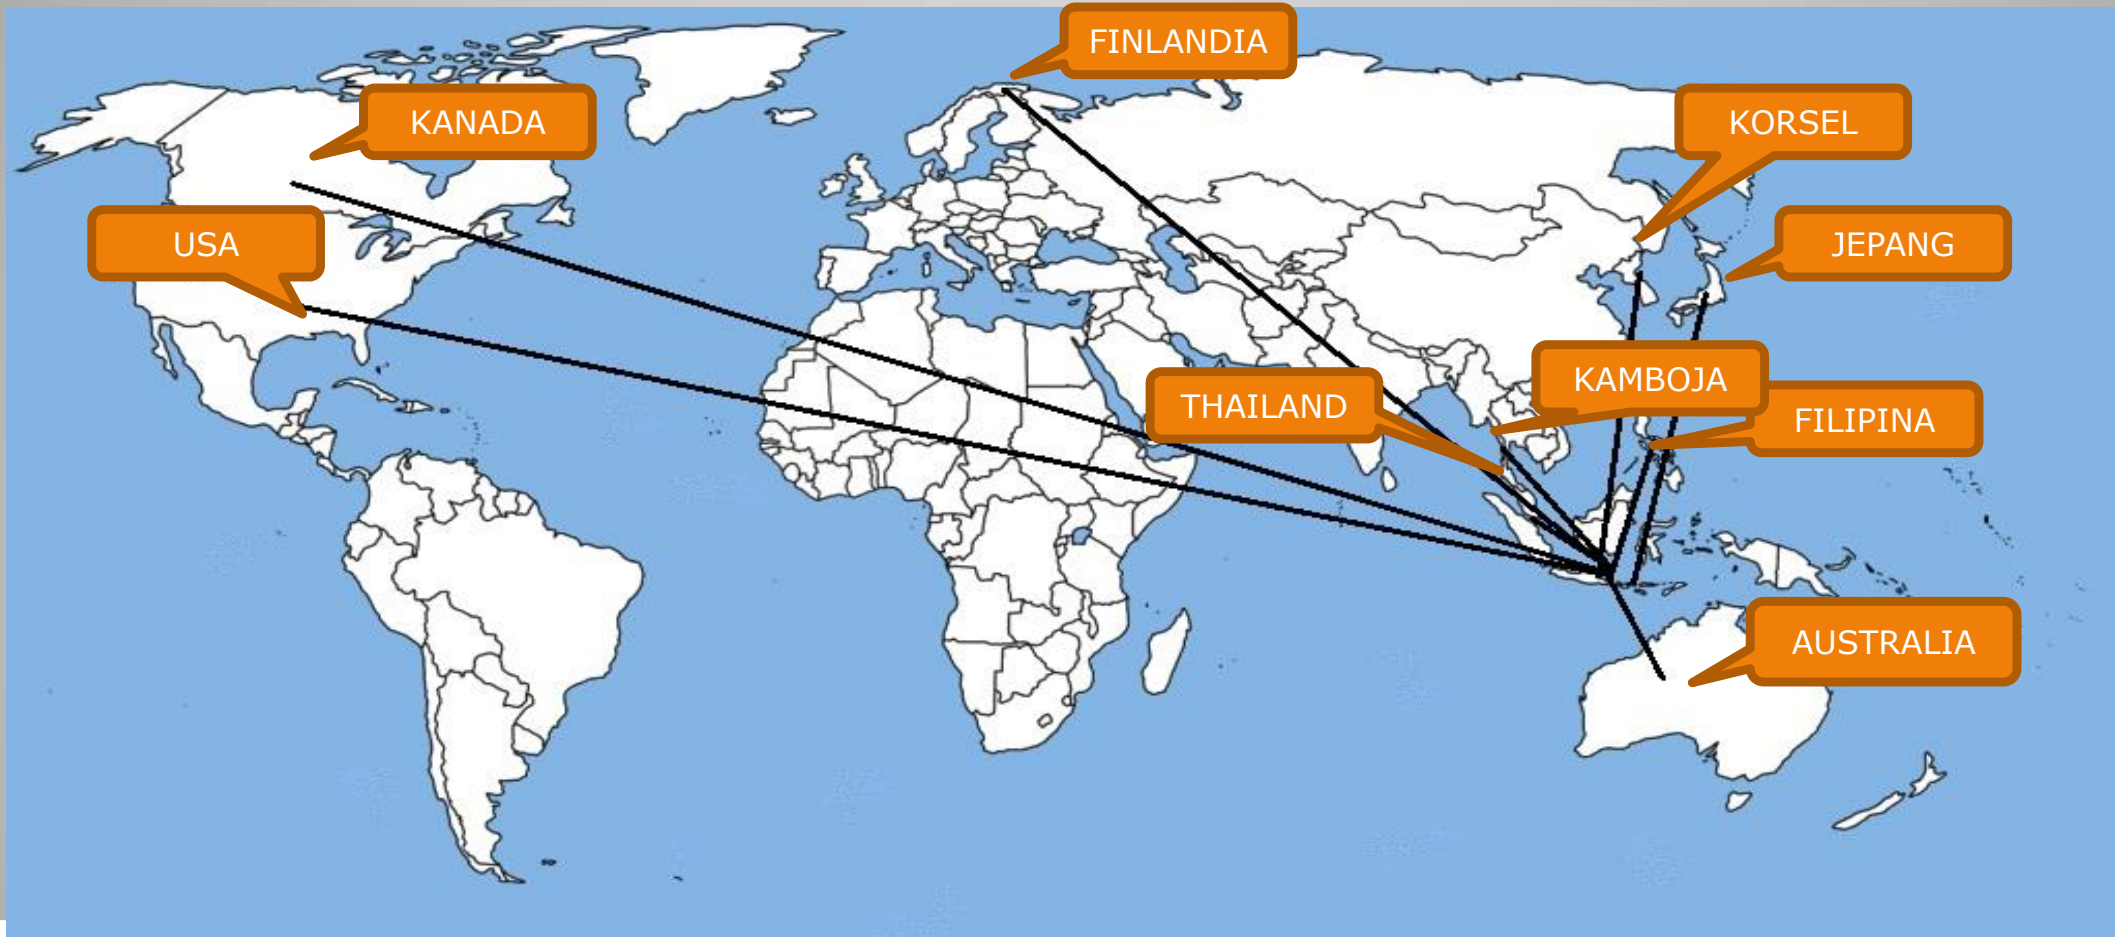 FINLANDIA
KANADA
KORSEL
USA
JEPANG
KAMBOJA
THAILAND
FILIPINA
AUSTRALIA